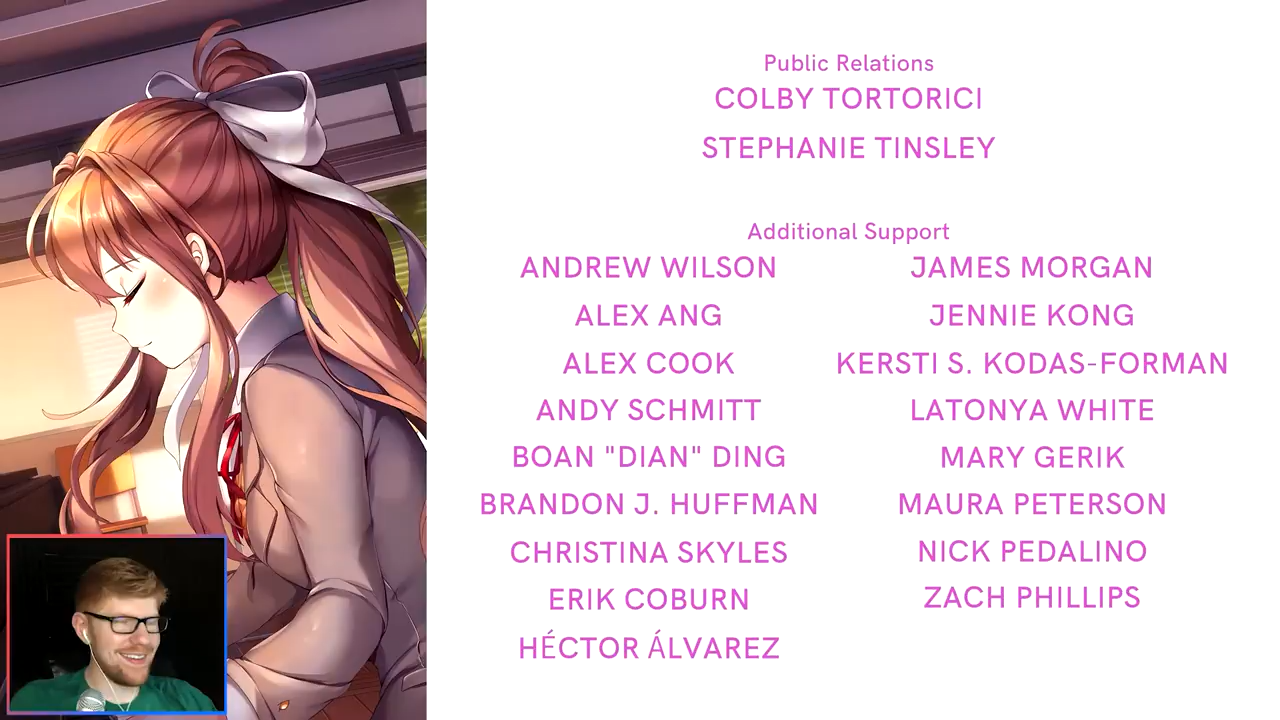 Public Relations
COLBY TORTORICI
STEPHANIE TINSLEY
Additional Support
ANDREW WILSON
ALEX ANG
ALEX COOK
ANDY SCHMITT
BOAN "DIAN" DING
BRANDON J. HUFFMAN
CHRISTINA SKYLES
ERIK COBURN
HÉCTOR ÁLVAREZ
JAMES MORGAN
JENNIE KONG
KERSTI S. KODAS-FORMAN
LATONYA WHITE
MARY GERIK
MAURA PETERSON
NICK PEDALINO
ZACH PHILLIPS